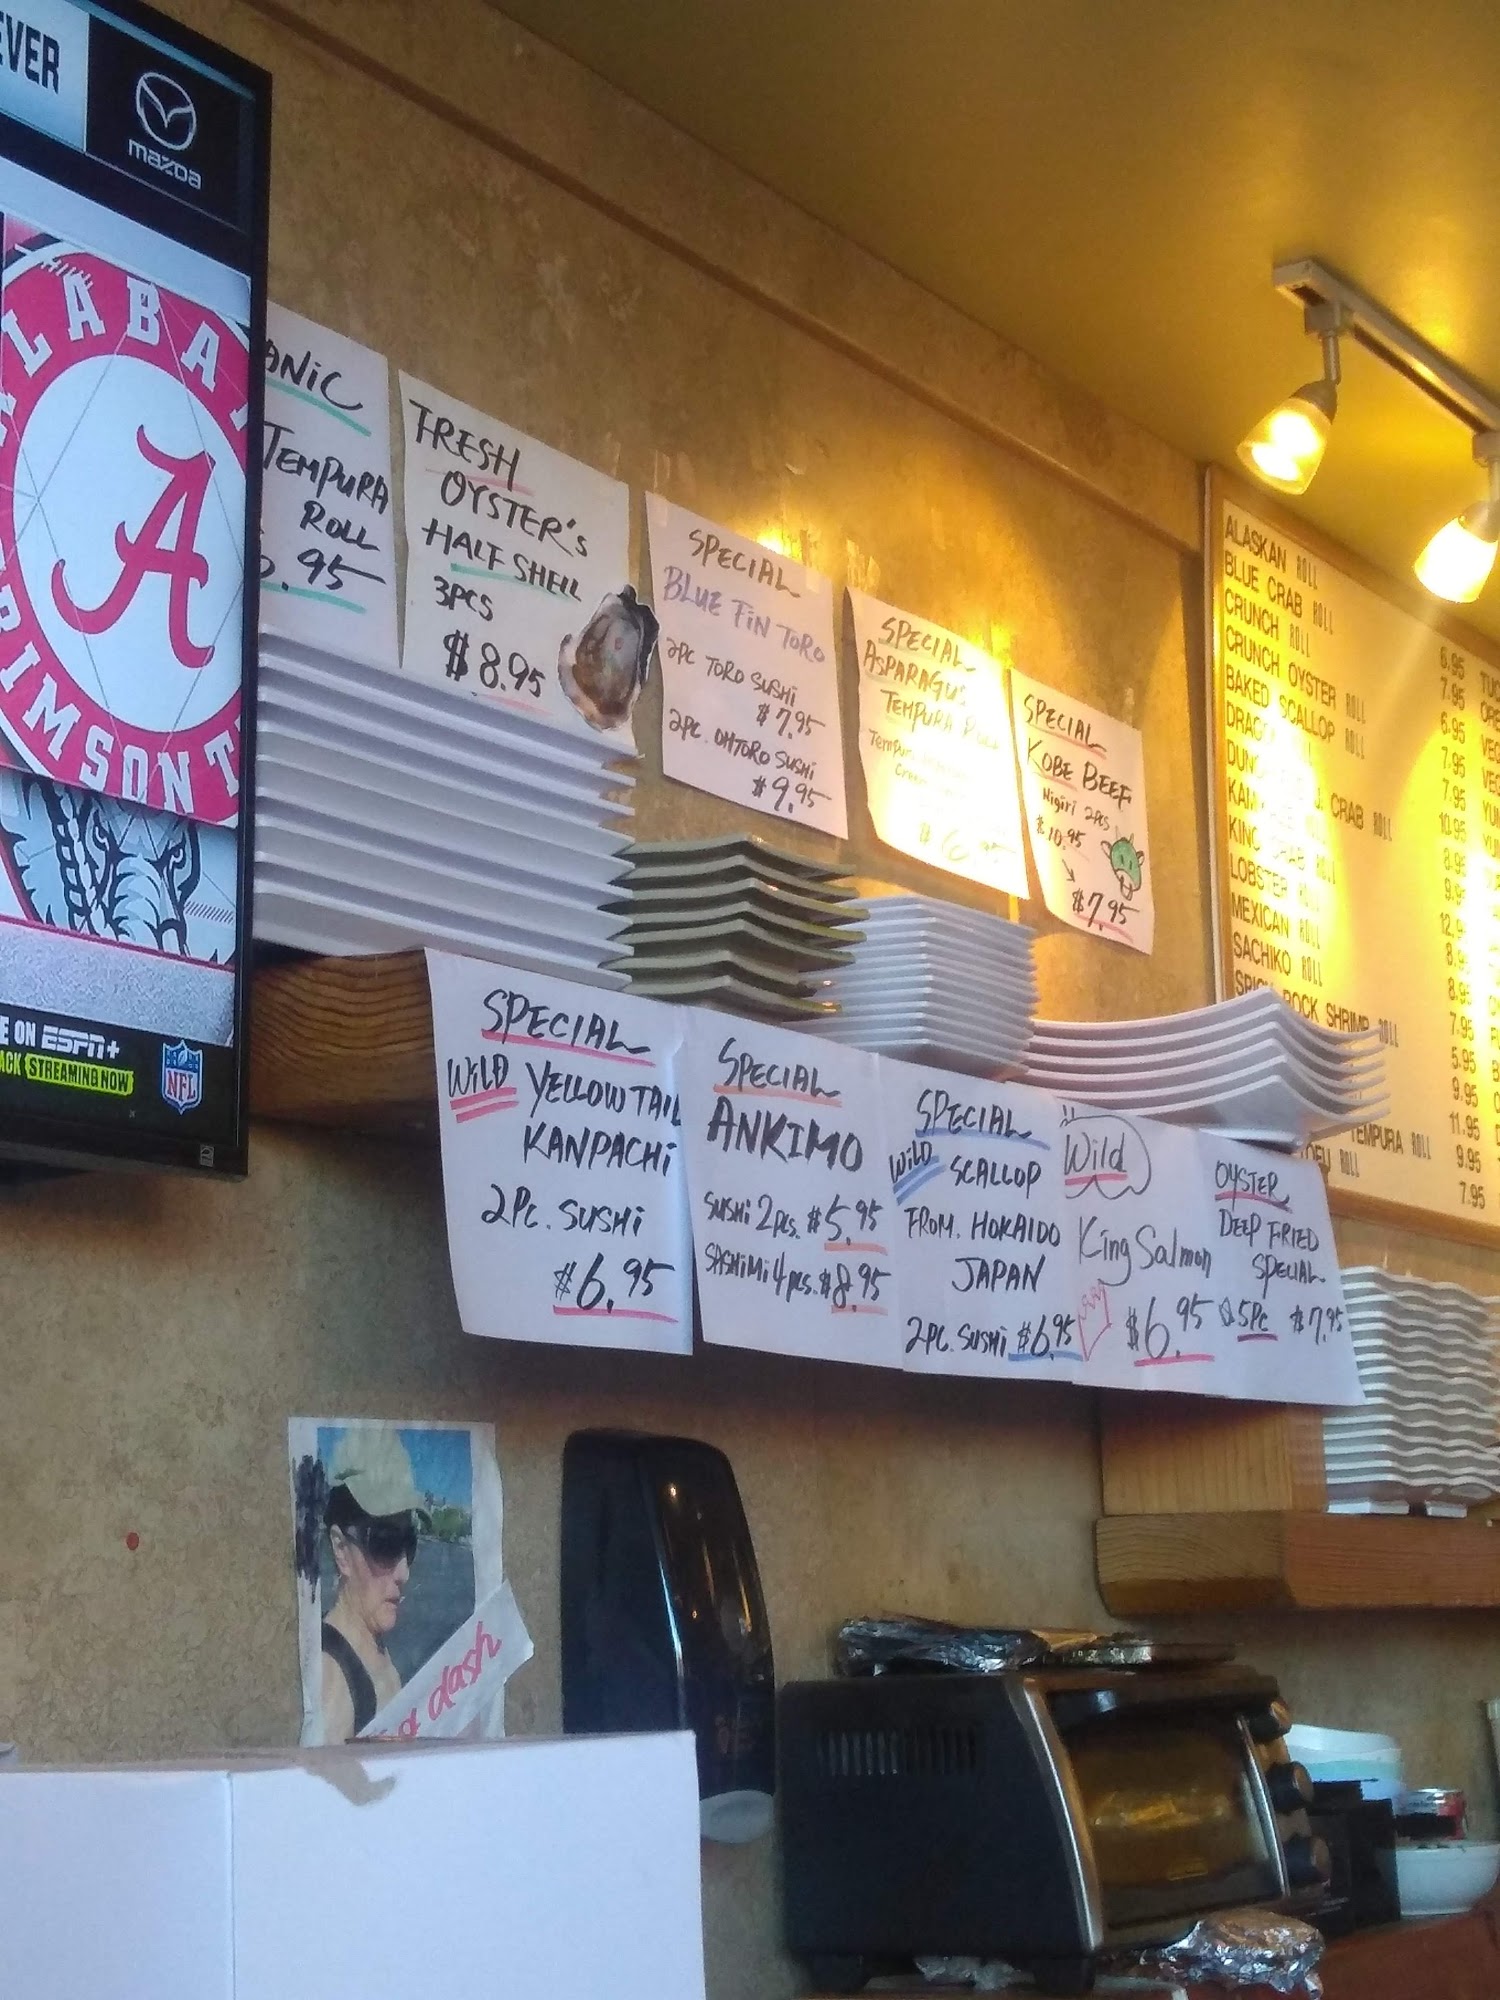 EVER
mazda
ALABA
A
CRIMSON T
E ON ESPN+
ACK STREAMING NOW
NFL
ANIC
TEMPURA
ROLL
.95
FRESH
OYSTER'S
HALF SHELL
3PCS
$8.95
SPECIAL
BLUE FIN TORO
2PC TORO SUSHI
$7.95
2PC. OHTORO SUSHI
$9.95
SPECIAL
ASPARAGUS
TEMPURA ROLL
SPECIAL
KOBE BEEF
Nigiri 2PCS
$10.95
$7.95
SPECIAL
WILD YELLOWTAIL
KANPACHI
2PC. SUSHI
$6.95
SPECIAL
ANKIMO
SUSHI 2pcs. $5.95
SASHIMI 4pcs. $8.95
SPECIAL
WILD SCALLOP
FROM. HOKAIDO
JAPAN
2PC. SUSHI $6.95
Wild
King Salmon
$6.95
OYSTER
DEEP FRIED
SPECIAL
5PC $7.95
ALASKAN ROLL 6.95
BLUE CRAB ROLL 7.95
CRUNCH ROLL 6.95
CRUNCH OYSTER ROLL 7.95
BAKED SCALLOP ROLL 7.95
10.95
CRAB ROLL 8.95
KING CRAB ROLL
LOBSTER ROLL
MEXICAN ROLL
SACHIKO ROLL
SPICY ROCK SHRIMP ROLL
5.95
9.95
11.95
TEMPURA ROLL 9.95
ROLL 7.95
dash